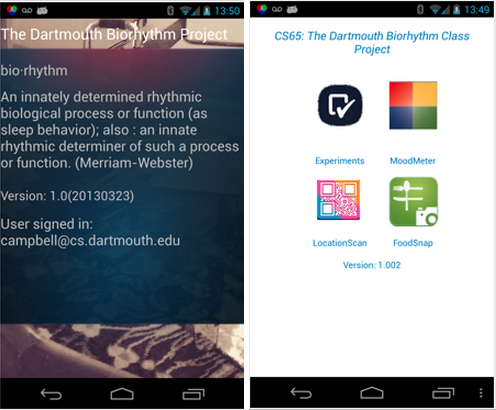 13:50
The Dartmouth Biorhythm Project
bio·rhythm
An innately determined rhythmic
biological process or function (as
sleep behavior); also : an innate
rhythmic determiner of such a process
or function. (Merriam-Webster)
Version: 1.0(20130323)
User signed in:
campbell@cs.dartmouth.edu
13:49
CS65: The Dartmouth Biorhythm Class
Project
Experiments MoodMeter
LocationScan FoodSnap
Version: 1.002